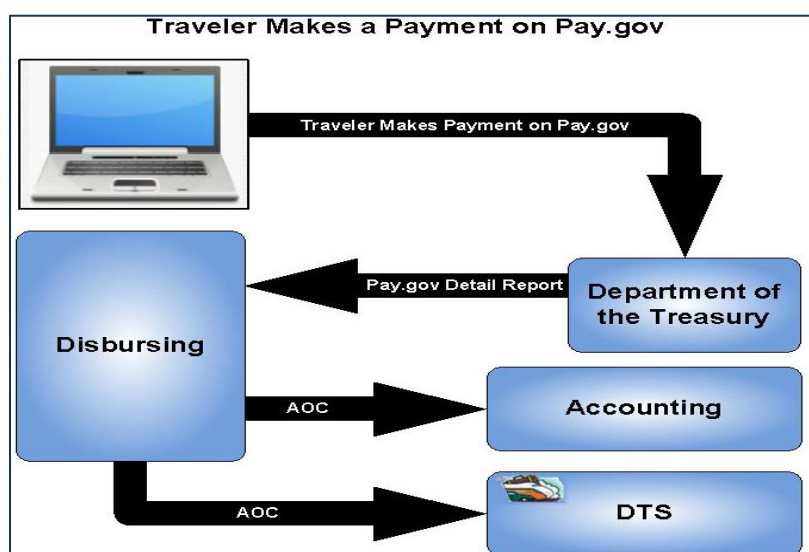 Traveler Makes a Payment on Pay.gov
Traveler Makes Payment on Pay.gov
Pay.gov Detail Report
Department of
the Treasury
Disbursing
AOC
Accounting
AOC
DTS